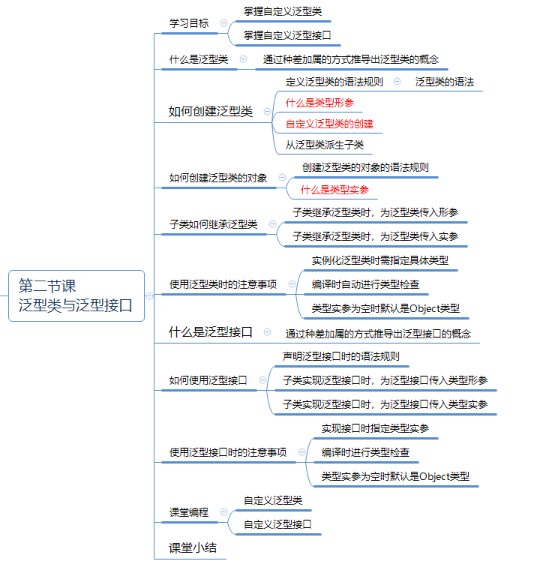 第二节课
泛型类与泛型接口
学习目标
掌握自定义泛型类
掌握自定义泛型接口
什么是泛型类
通过种差加属的方式推导出泛型类的概念
如何创建泛型类
定义泛型类的语法规则
泛型类的语法
什么是类型形参
自定义泛型类的创建
从泛型类派生子类
如何创建泛型类的对象
创建泛型类的对象的语法规则
什么是类型实参
子类如何继承泛型类
子类继承泛型类时，为泛型类传入形参
子类继承泛型类时，为泛型类传入实参
使用泛型类时的注意事项
实例化泛型类时需指定具体类型
编译时自动进行类型检查
类型实参为空时默认是Object类型
什么是泛型接口
通过种差加属的方式推导出泛型接口的概念
如何使用泛型接口
声明泛型接口时的语法规则
子类实现泛型接口时，为泛型接口传入类型形参
子类实现泛型接口时，为泛型接口传入类型实参
使用泛型接口时的注意事项
实现接口时指定类型实参
编译时进行类型检查
类型实参为空时默认是Object类型
课堂编程
自定义泛型类
自定义泛型接口
课堂小结